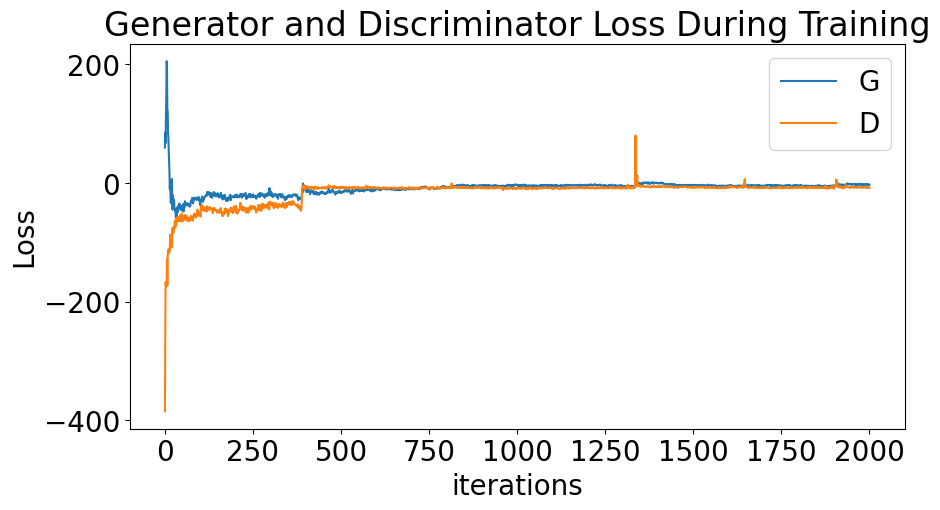 Generator and Discriminator Loss During Training
G
D
200
0
−200
−400
Loss
0 250 500 750 1000 1250 1500 1750 2000
iterations